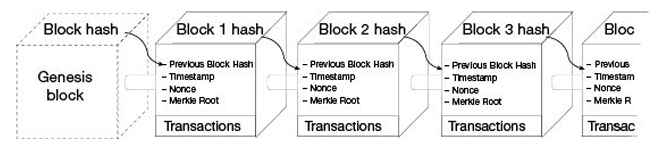 Block hash
Genesis
block
Block 1 hash
- Previous Block Hash
- Timestamp
- Nonce
- Merkle Root
Transactions
Block 2 hash
- Previous Block Hash
- Timestamp
- Nonce
- Merkle Root
Transactions
Block 3 hash
- Previous Block Hash
- Timestamp
- Nonce
- Merkle Root
Transactions
Bloc
- Previous
- Timestam
- Nonce
- Merkle R
Transac